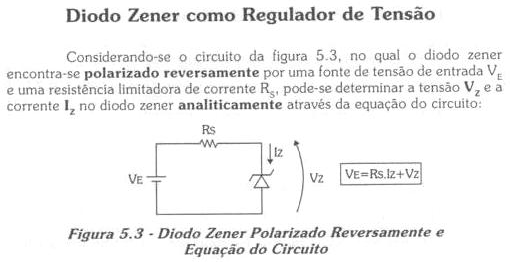 Diodo Zener como Regulador de Tensão
Considerando-se o circuito da figura 5.3, no qual o diodo zener
encontra-se polarizado reversamente por uma fonte de tensão de entrada VE
e uma resistência limitadora de corrente Rs, pode-se determinar a tensão Vz e a
corrente Iz no diodo zener analiticamente através da equação do circuito:
Rs
Iz
VE
Vz
VE=Rs.Iz+Vz
Figura 5.3 - Diodo Zener Polarizado Reversamente e
Equação do Circuito